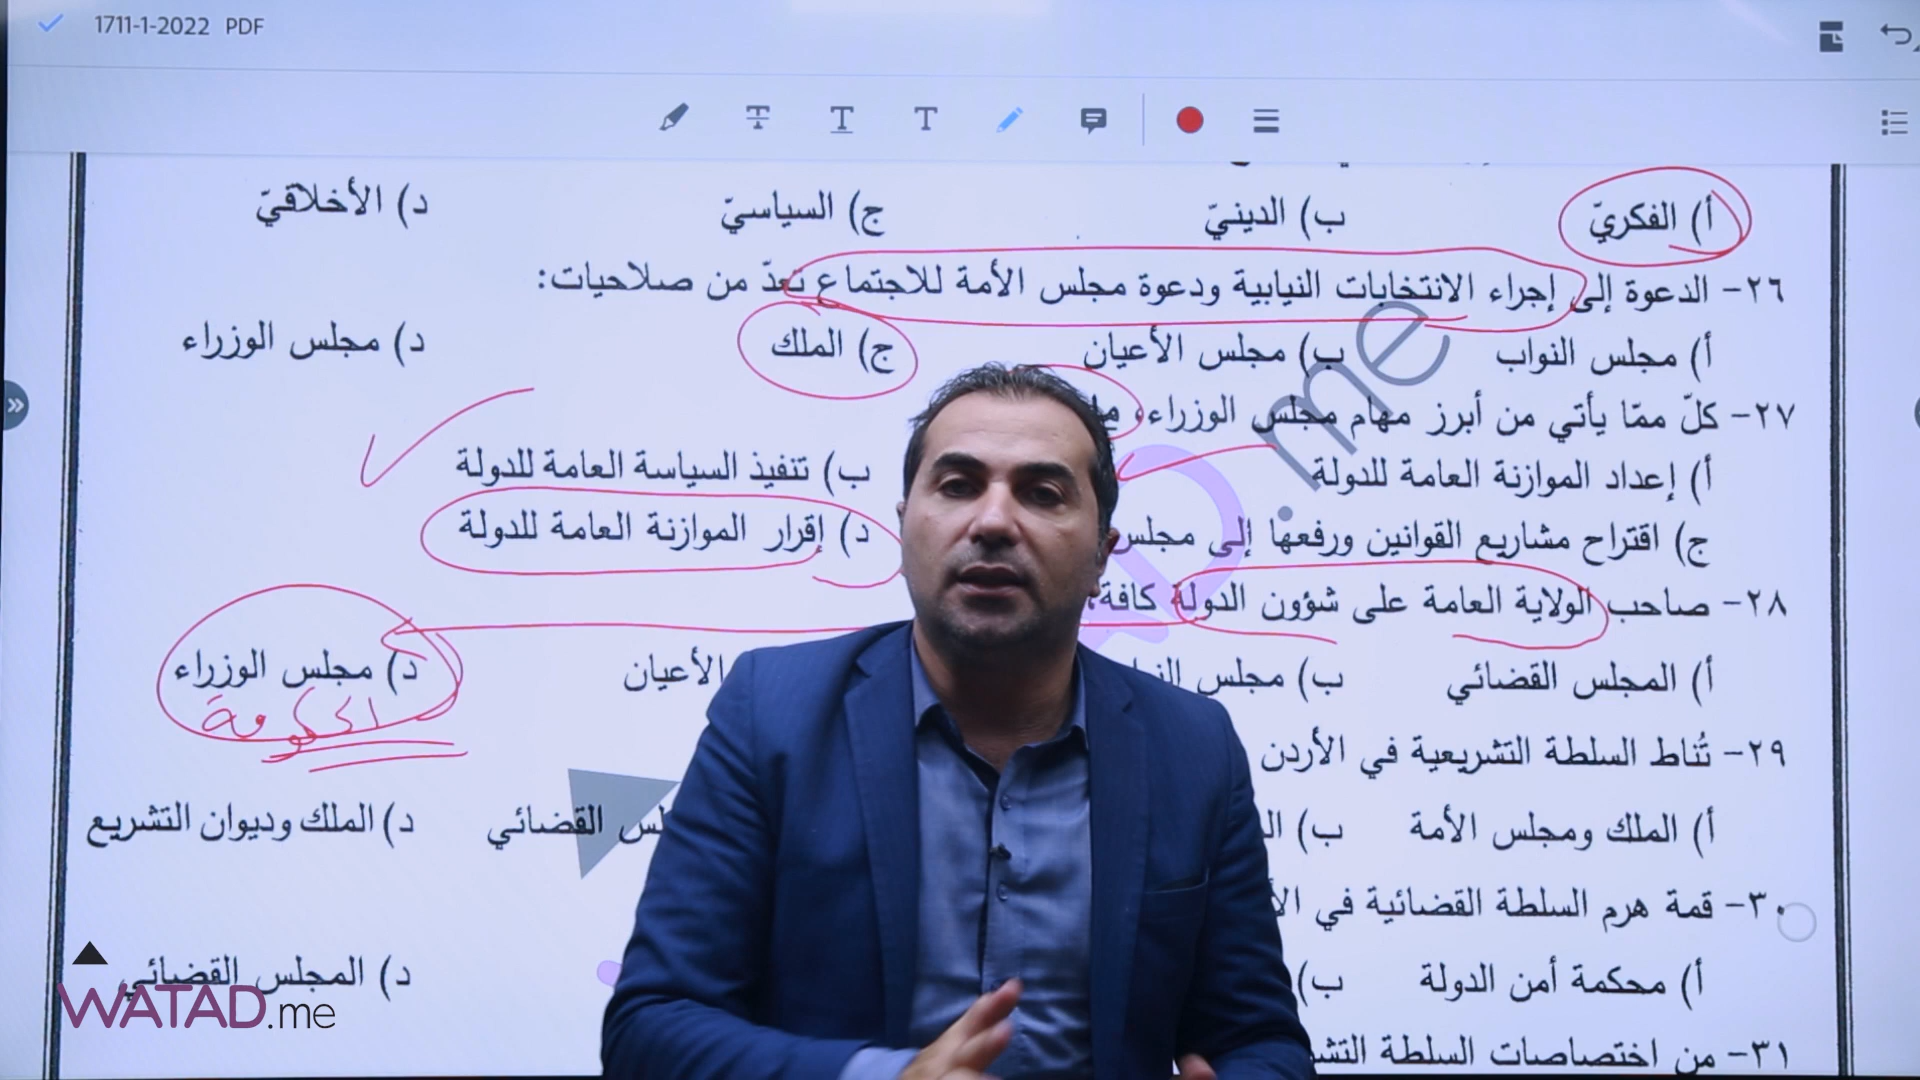 1711-1-2022 PDF
أ) الفكريّ ب) الدينيّ ج) السياسيّ د) الأخلاقيّ
٢٦- الدعوة إلى إجراء الانتخابات النيابية ودعوة مجلس الأمة للاجتماع تعدّ من صلاحيات:
أ) مجلس النواب ب) مجلس الأعيان ج) الملك د) مجلس الوزراء
٢٧- كلّ ممّا يأتي من أبرز مهام مجلس الوزراء،
أ) إعداد الموازنة العامة للدولة ب) تنفيذ السياسة العامة للدولة
ج) اقتراح مشاريع القوانين ورفعها إلى مجلس د) إقرار الموازنة العامة للدولة
٢٨- صاحب الولاية العامة على شؤون الدولة كافة،
أ) المجلس القضائي ب) مجلس الأعيان د) مجلس الوزراء
الحكومة
٢٩- تُناط السلطة التشريعية في الأردن
أ) الملك ومجلس الأمة ب) القضائي د) الملك وديوان التشريع
٣٠- قمة هرم السلطة القضائية في
أ) محكمة أمن الدولة ب) د) المجلس القضائي
٣١- من اختصاصات السلطة
WATAD.me